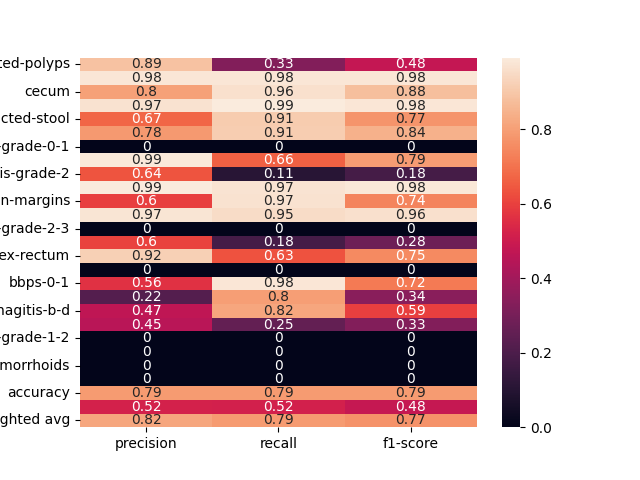 ted-polyps 0.89 0.33 0.48
0.98 0.98 0.98
cecum 0.8 0.96 0.88
0.97 0.99 0.98
cted-stool 0.67 0.91 0.77
0.78 0.91 0.84
-grade-0-1 0 0 0
0.99 0.66 0.79
is-grade-2 0.64 0.11 0.18
0.99 0.97 0.98
n-margins 0.6 0.97 0.74
0.97 0.95 0.96
-grade-2-3 0 0 0
0.6 0.18 0.28
ex-rectum 0.92 0.63 0.75
0 0 0
bbps-0-1 0.56 0.98 0.72
0.22 0.8 0.34
nagitis-b-d 0.47 0.82 0.59
0.45 0.25 0.33
-grade-1-2 0 0 0
0 0 0
morrhoids 0 0 0
0 0 0
accuracy 0.79 0.79 0.79
0.52 0.52 0.48
ghted avg 0.82 0.79 0.77
precision recall f1-score
0.8
0.6
0.4
0.2
0.0